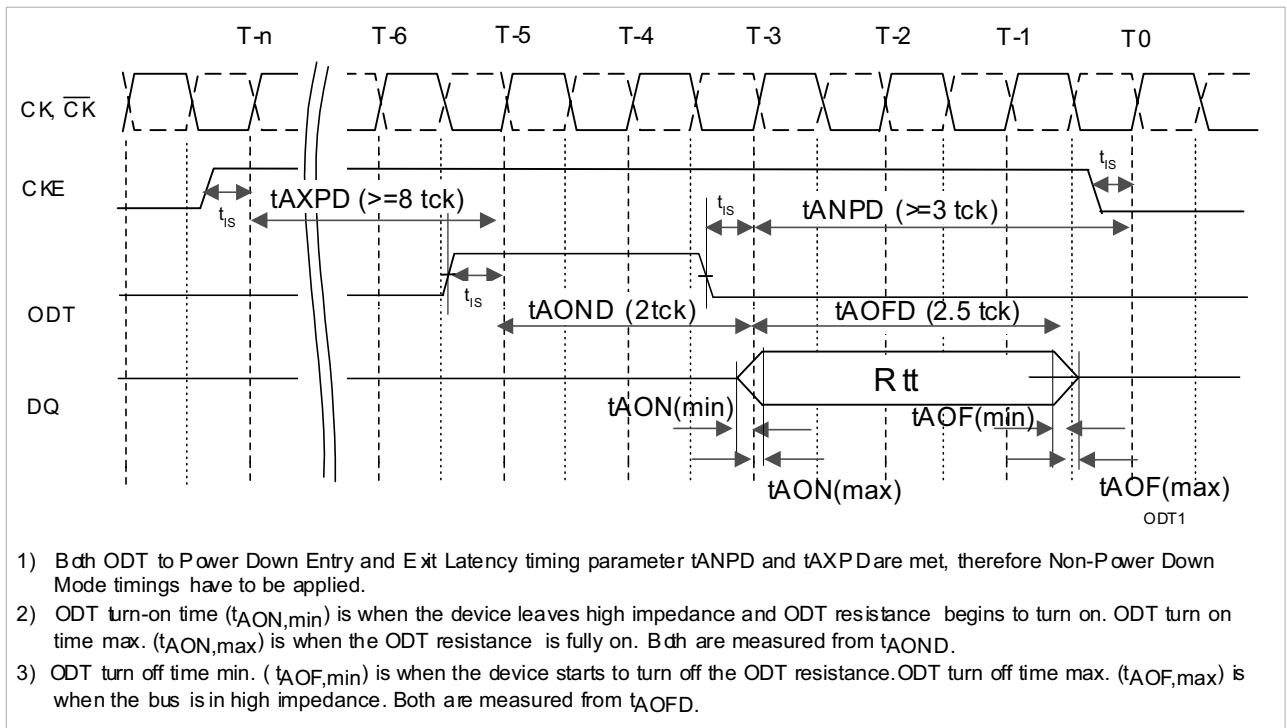 T-n T-6 T-5 T-4 T-3 T-2 T-1 T0
CK, C̅K̅
CKE
tIS
tAXPD (>=8 tck)
tIS
tANPD (>=3 tck)
tIS
ODT
tIS
tAOND (2tck)
tAOFD (2.5 tck)
DQ
Rtt
tAON(min)
tAOF(min)
tAON(max)
tAOF(max)
ODT1
1) Both ODT to Power Down Entry and Exit Latency timing parameter tANPD and tAXPDare met, therefore Non-Power Down
Mode timings have to be applied.
2) ODT turn-on time (tAON,min) is when the device leaves high impedance and ODT resistance begins to turn on. ODT turn on
time max. (tAON,max) is when the ODT resistance is fully on. Both are measured from tAOND.
3) ODT turn off time min. ( tAOF,min) is when the device starts to turn off the ODT resistance.ODT turn off time max. (tAOF,max) is
when the bus is in high impedance. Both are measured from tAOFD.